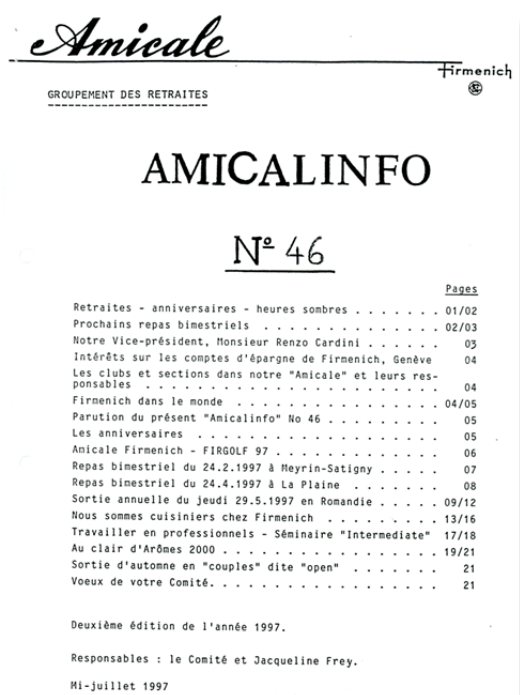 Amicale
Firmenich
GROUPEMENT DES RETRAITES
AMICALINFO
Nº 46
Pages
Retraites - anniversaires - heures sombres . . . . . . . 01/02
Prochains repas bimestriels . . . . . . . . . . . . . . 02/03
Notre Vice-président, Monsieur Renzo Cardini . . . . . . 03
Intérêts sur les comptes d'épargne de Firmenich, Genève 04
Les clubs et sections dans notre "Amicale" et leurs res-
ponsables . . . . . . . . . . . . . . . . . . . . . . . 04
Firmenich dans le monde . . . . . . . . . . . . . . . . . 04/05
Parution du présent "Amicalinfo" No 46 . . . . . . . . . 05
Les anniversaires . . . . . . . . . . . . . . . . . . . 05
Amicale Firmenich - FIRGOLF 97 . . . . . . . . . . . . . 06
Repas bimestriel du 24.2.1997 à Meyrin-Satigny . . . . . 07
Repas bimestriel du 24.4.1997 à La Plaine . . . . . . . 08
Sortie annuelle du jeudi 29.5.1997 en Romandie . . . . . 09/12
Nous sommes cuisiniers chez Firmenich . . . . . . . . . 13/16
Travailler en professionnels - Séminaire "Intermediate" 17/18
Au clair d'Arômes 2000 . . . . . . . . . . . . . . . . . 19/21
Sortie d'automne en "couples" dite "open" . . . . . . . 21
Voeux de votre Comité. . . . . . . . . . . . . . . . . . 21
Deuxième édition de l'année 1997.
Responsables : le Comité et Jacqueline Frey.
Mi-juillet 1997